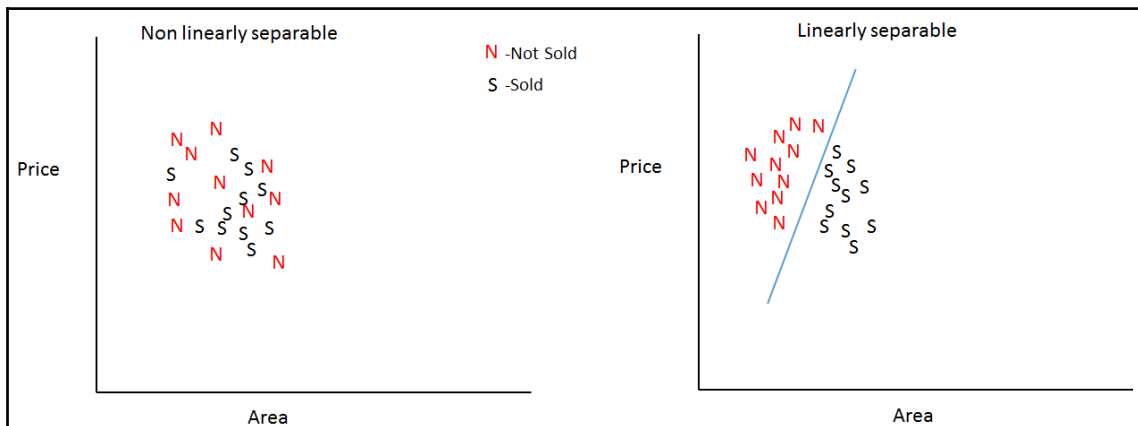 Non linearly separable
N -Not Sold
S -Sold
Price
N
N
N S
S N
S N
S
N S N
S N
N S S S S
N S
N
Area
Linearly separable
Price
N N
N
N N S
N S S
N N S S
N S
N S
N S S S
S
Area